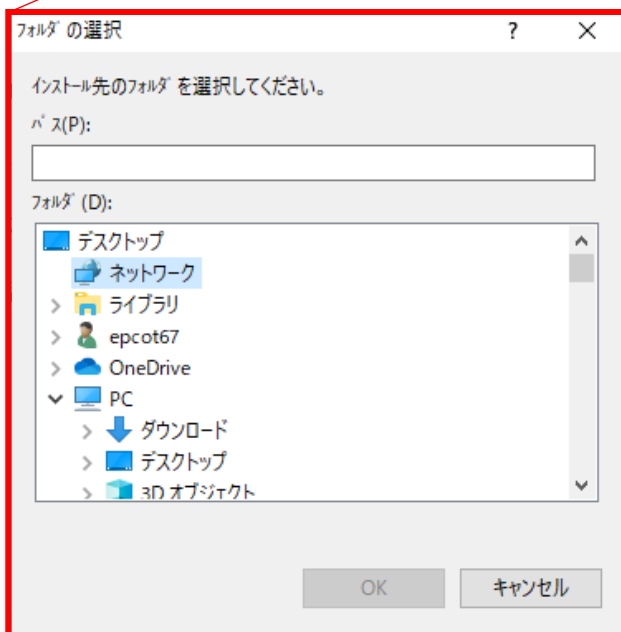 ﾌｫﾙﾀﾞの選択
?
×
ｲﾝｽﾄｰﾙ先のﾌｫﾙﾀﾞを選択してください。
ﾊﾟｽ(P):
ﾌｫﾙﾀﾞ(D):
デスクトップ
ネットワーク
ライブラリ
epcot67
OneDrive
PC
ダウンロード
デスクトップ
3D オブジェクト
OK
キャンセル